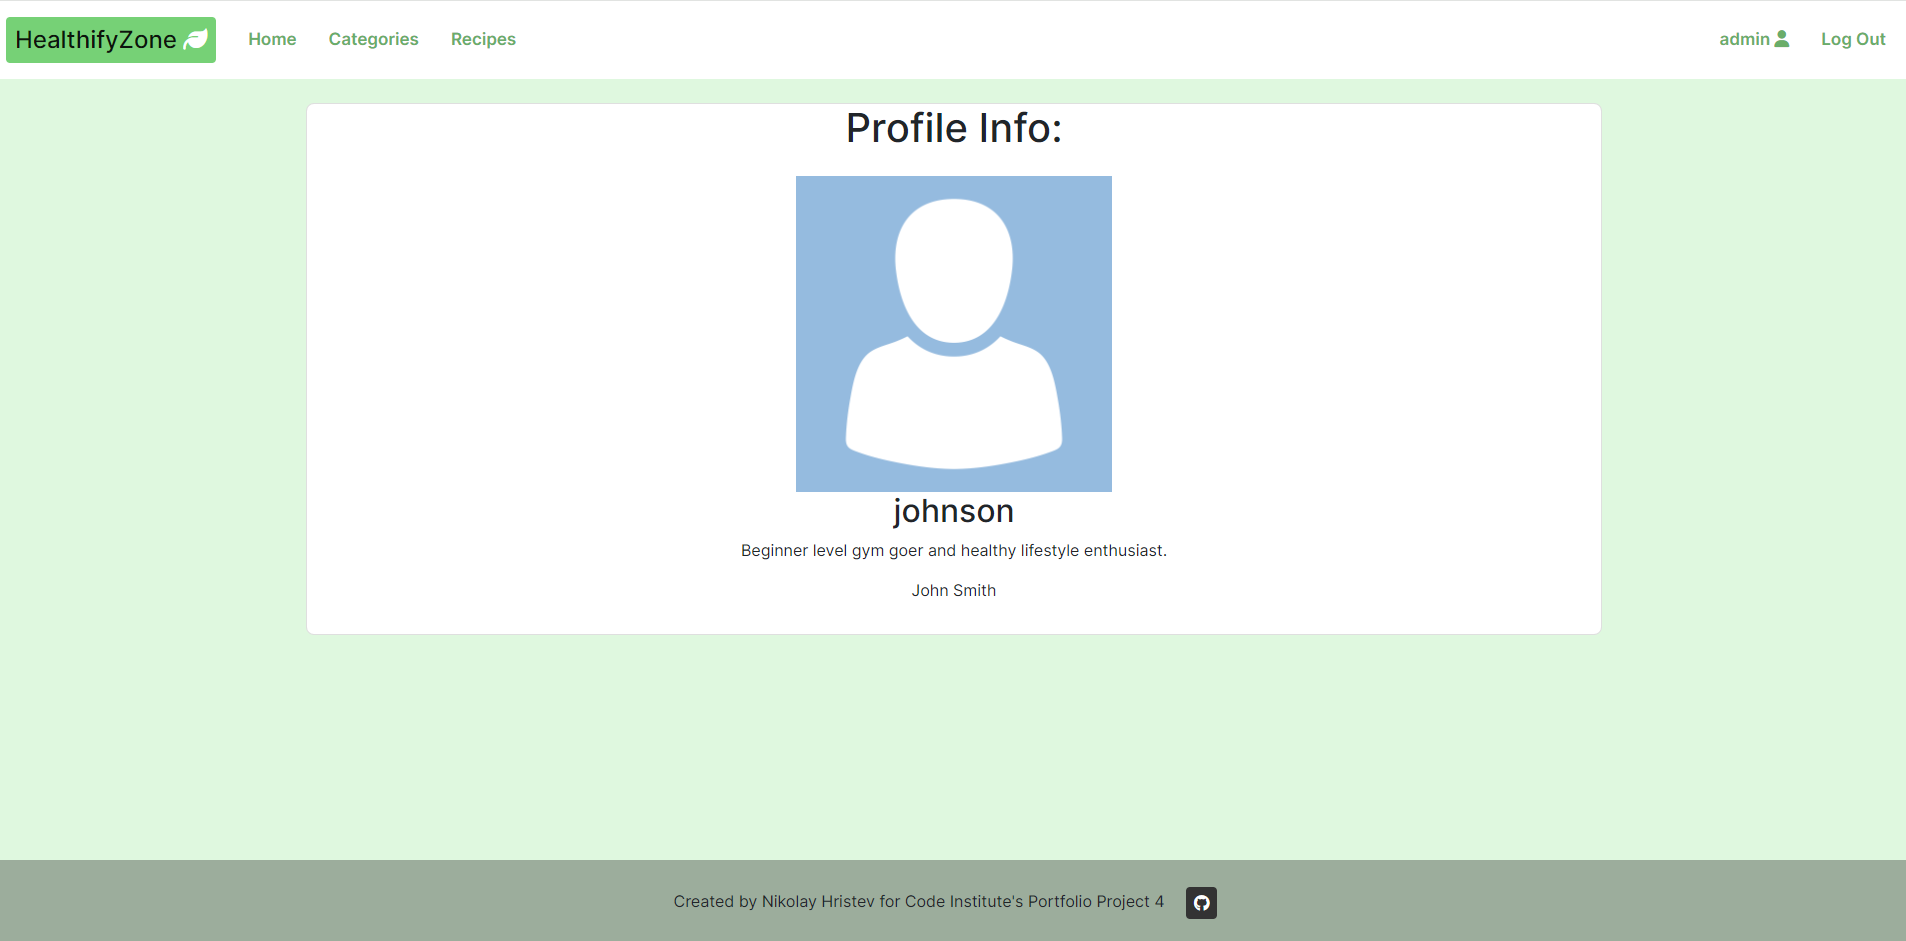 HealthifyZone
Home
Categories
Recipes
admin
Log Out
Profile Info:
johnson
Beginner level gym goer and healthy lifestyle enthusiast.
John Smith
Created by Nikolay Hristev for Code Institute's Portfolio Project 4